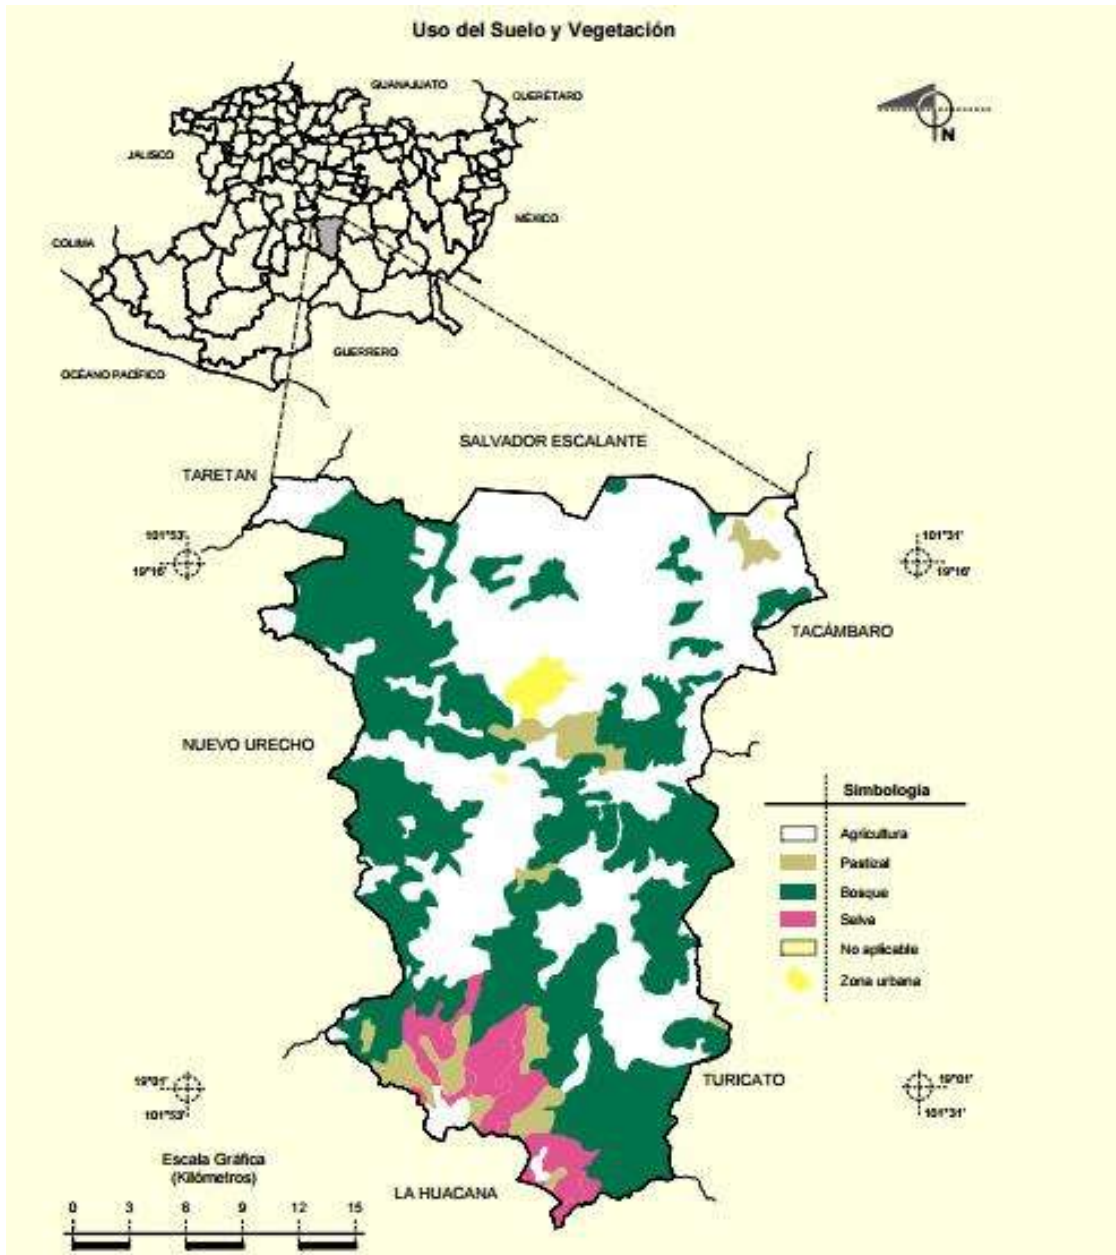 Uso del Suelo y Vegetación
GUANAJUATO
QUERÉTARO
JALISCO
MÉXICO
COLIMA
GUERRERO
OCÉANO PACÍFICO
N
SALVADOR ESCALANTE
TARETAN
101°53'
19°16'
101°31'
19°16'
TACÁMBARO
NUEVO URECHO
Simbología
Agricultura
Pastizal
Bosque
Selva
No aplicable
Zona urbana
TURICATO
19°01'
101°53'
19°01'
101°31'
Escala Gráfica
(Kilómetros)
LA HUACANA
0 3 6 9 12 15